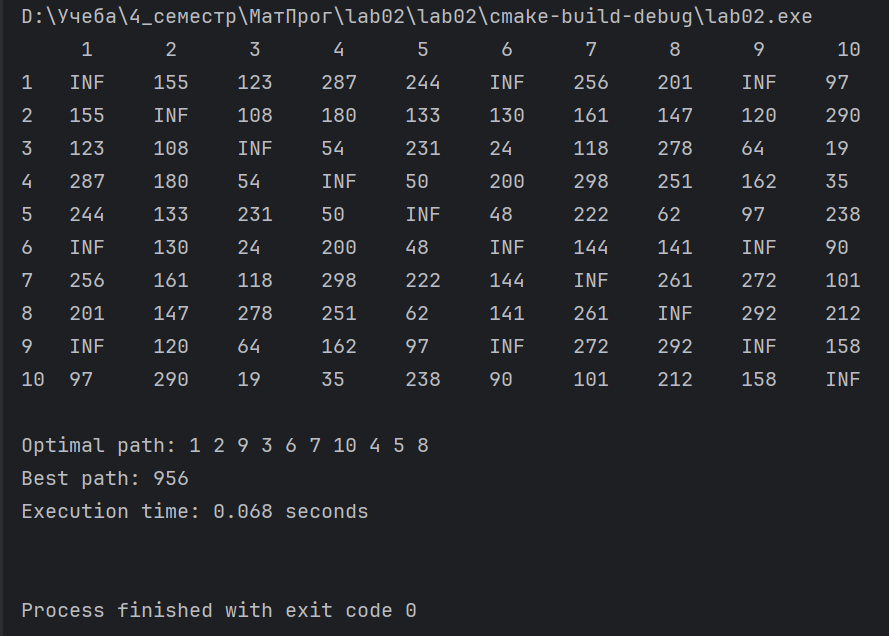 D:\Учеба\4_семестр\МатПрог\lab02\lab02\cmake-build-debug\lab02.exe
1 2 3 4 5 6 7 8 9 10
1 INF 155 123 287 244 INF 256 201 INF 97
2 155 INF 108 180 133 130 161 147 120 290
3 123 108 INF 54 231 24 118 278 64 19
4 287 180 54 INF 50 200 298 251 162 35
5 244 133 231 50 INF 48 222 62 97 238
6 INF 130 24 200 48 INF 144 141 INF 90
7 256 161 118 298 222 144 INF 261 272 101
8 201 147 278 251 62 141 261 INF 292 212
9 INF 120 64 162 97 INF 272 292 INF 158
10 97 290 19 35 238 90 101 212 158 INF
Optimal path: 1 2 9 3 6 7 10 4 5 8
Best path: 956
Execution time: 0.068 seconds
Process finished with exit code 0